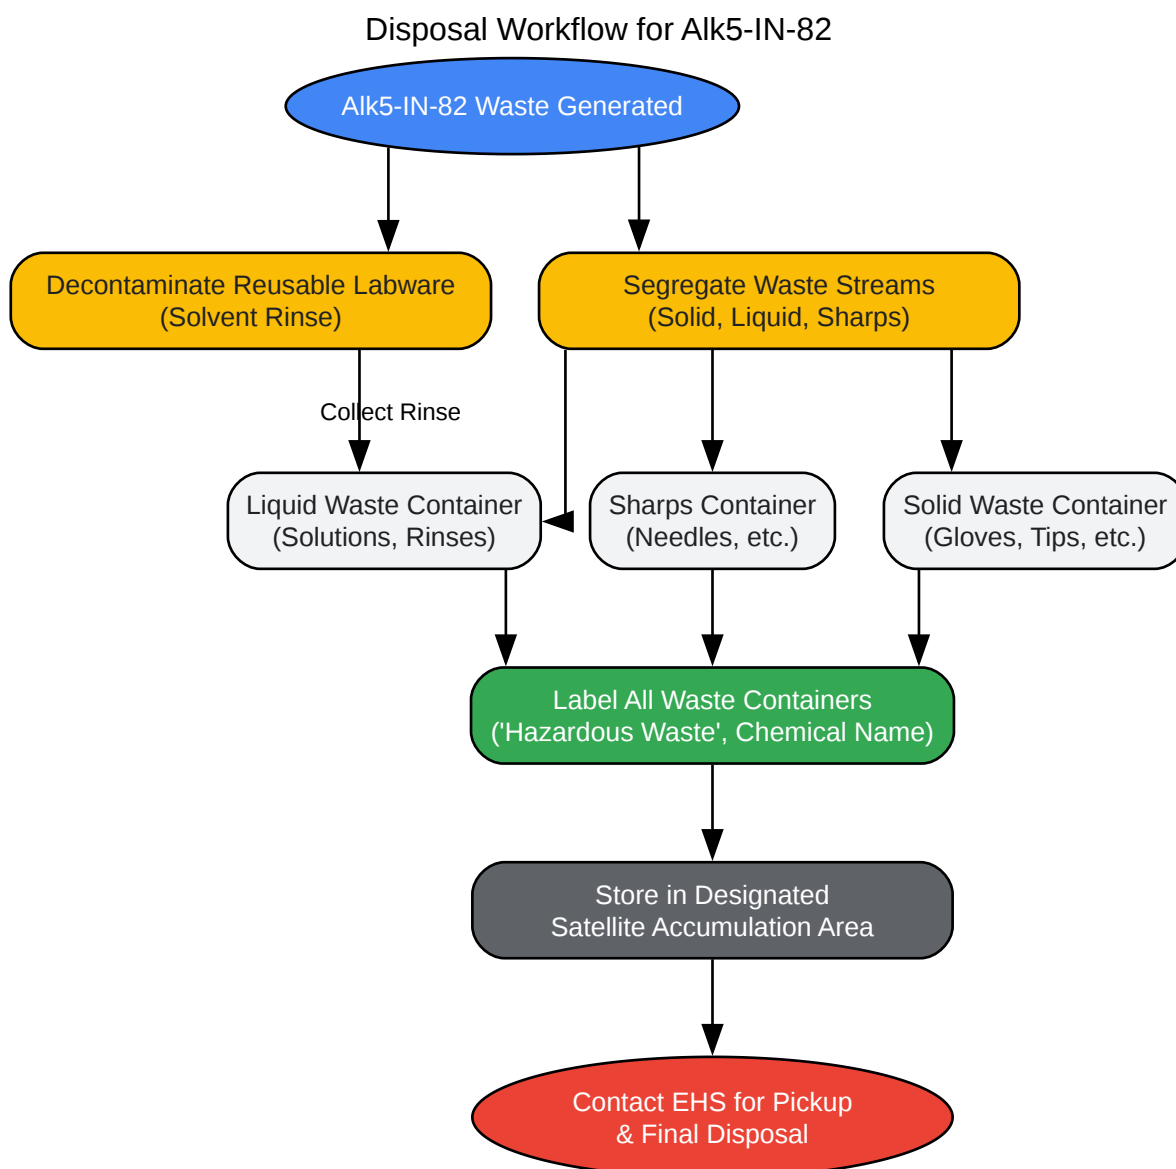 Disposal Workflow for Alk5-IN-82
Alk5-IN-82 Waste Generated
Decontaminate Reusable Labware
(Solvent Rinse)
Segregate Waste Streams
(Solid, Liquid, Sharps)
Collect Rinse
Liquid Waste Container
(Solutions, Rinses)
Sharps Container
(Needles, etc.)
Solid Waste Container
(Gloves, Tips, etc.)
Label All Waste Containers
('Hazardous Waste', Chemical Name)
Store in Designated
Satellite Accumulation Area
Contact EHS for Pickup
& Final Disposal